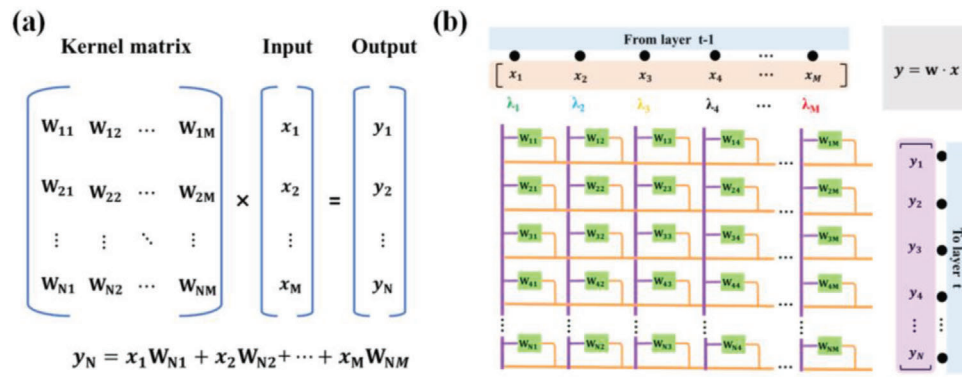 (a)
Kernel matrix Input Output
W11 W12 ⋯ W1M x1 y1
W21 W22 ⋯ W2M × x2 = y2
⋮ ⋮ ⋱ ⋮ ⋮ ⋮
WN1 WN2 ⋯ WNM xM yN
yN = x1WN1 + x2WN2+ ⋯ + xMWNM
(b)
From layer t-1
[ x1 x2 x3 x4 ⋯ xM ]
y = w · x
λ1 λ2 λ3 λ4 ⋯ λM
W11 W12 W13 W14 W1M
⋯
W21 W22 W23 W24 W2M
⋯
W31 W32 W33 W34 W3M
⋯
W41 W42 W43 W44 W4M
⋯
⋮ ⋮ ⋮ ⋮ ⋮
WN1 WN2 WN3 WN4 WNM
⋯
y1
y2
y3
y4
⋮ ⋮
yN
To layer t